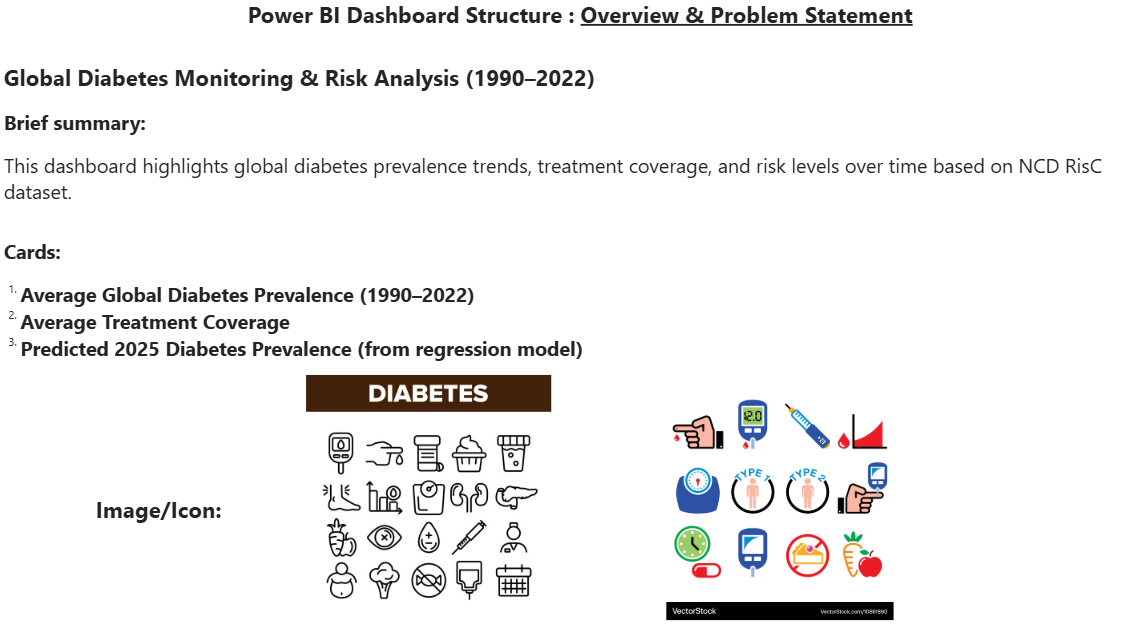 Power BI Dashboard Structure : Overview & Problem Statement
Global Diabetes Monitoring & Risk Analysis (1990–2022)
Brief summary:
This dashboard highlights global diabetes prevalence trends, treatment coverage, and risk levels over time based on NCD RisC
dataset.
Cards:
1. Average Global Diabetes Prevalence (1990–2022)
2. Average Treatment Coverage
3. Predicted 2025 Diabetes Prevalence (from regression model)
DIABETES
12.0
TYPE 1
TYPE 2
Image/Icon:
VectorStock
VectorStock.com/10881890